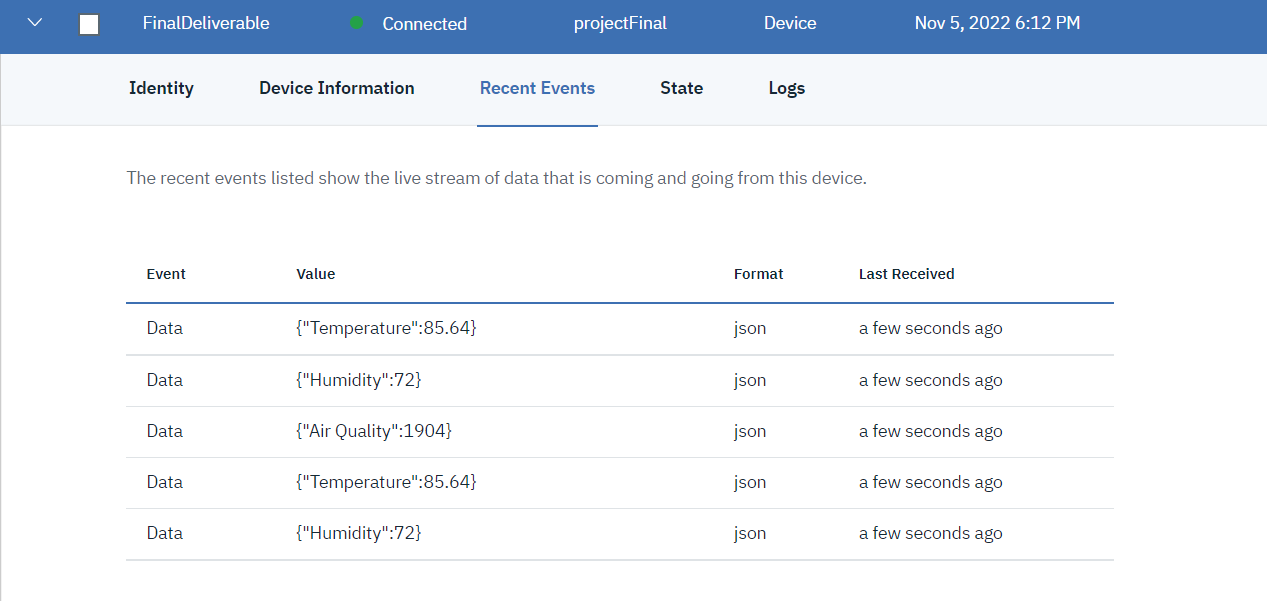 FinalDeliverable Connected projectFinal Device Nov 5, 2022 6:12 PM
Identity Device Information Recent Events State Logs
The recent events listed show the live stream of data that is coming and going from this device.
Event Value Format Last Received
Data {"Temperature":85.64} json a few seconds ago
Data {"Humidity":72} json a few seconds ago
Data {"Air Quality":1904} json a few seconds ago
Data {"Temperature":85.64} json a few seconds ago
Data {"Humidity":72} json a few seconds ago